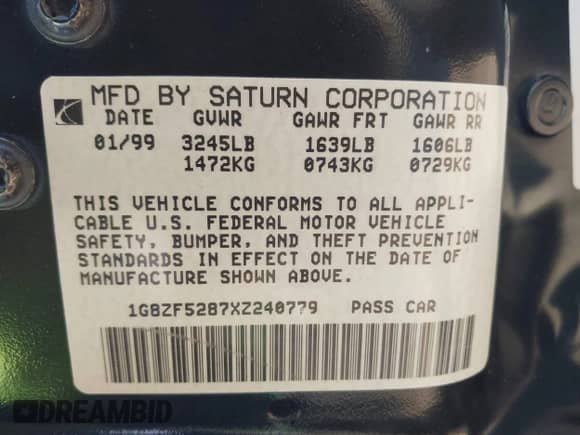 MFD BY SATURN CORPORATION
DATE GVWR GAWR FRT GAWR RR
01/99 3245LB 1639LB 1606LB
1472KG 0743KG 0729KG
THIS VEHICLE CONFORMS TO ALL APPLI-
CABLE U.S. FEDERAL MOTOR VEHICLE
SAFETY, BUMPER, AND THEFT PREVENTION
STANDARDS IN EFFECT ON THE DATE OF
MANUFACTURE SHOWN ABOVE.
1G8ZF5287XZ240779 PASS CAR
DREAMBID